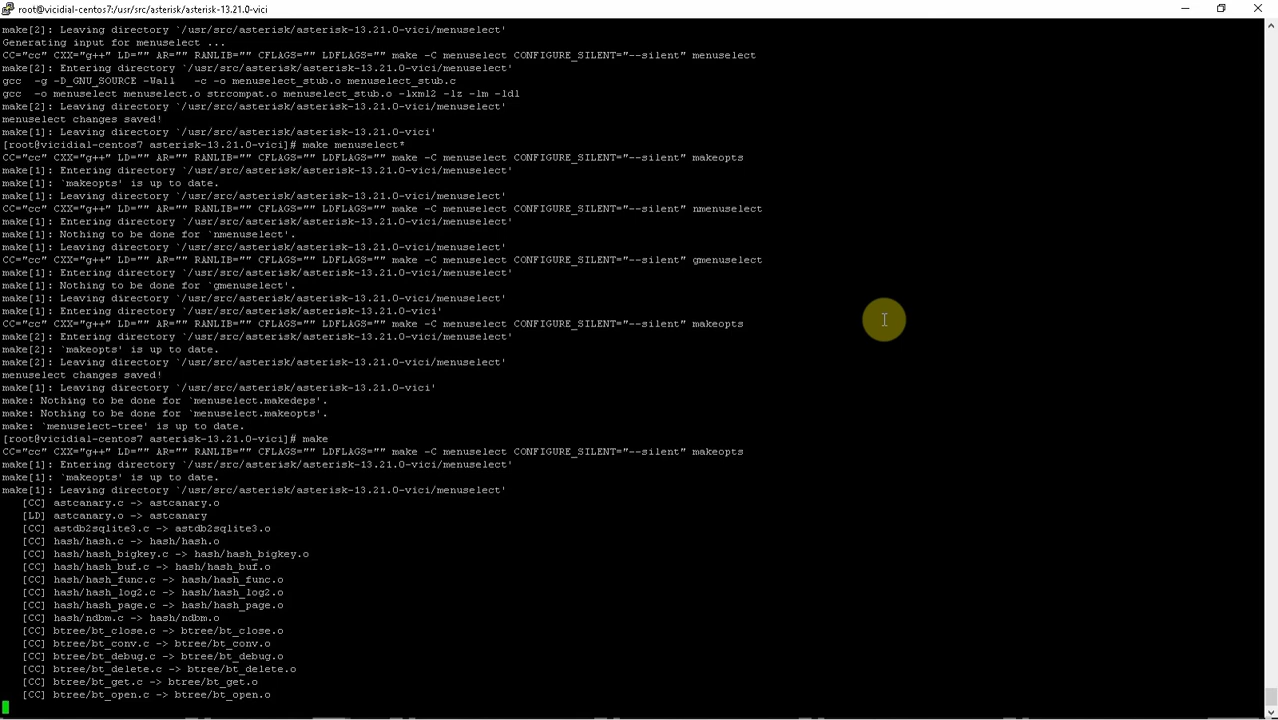 root@vicidial-centos7:/usr/src/asterisk/asterisk-13.21.0-vici
make[2]: Leaving directory `/usr/src/asterisk/asterisk-13.21.0-vici/menuselect'
Generating input for menuselect ...
CC="cc" CXX="g++" LD="" AR="" RANLIB="" CFLAGS="" LDFLAGS="" make -C menuselect CONFIGURE_SILENT="--silent" menuselect
make[2]: Entering directory `/usr/src/asterisk/asterisk-13.21.0-vici/menuselect'
gcc  -g -D_GNU_SOURCE -Wall   -c -o menuselect_stub.o menuselect_stub.c
gcc  -o menuselect menuselect.o strcompat.o menuselect_stub.o -lxml2 -lz -lm -ldl
make[2]: Leaving directory `/usr/src/asterisk/asterisk-13.21.0-vici/menuselect'
menuselect changes saved!
make[1]: Leaving directory `/usr/src/asterisk/asterisk-13.21.0-vici'
[root@vicidial-centos7 asterisk-13.21.0-vici]# make menuselect*
CC="cc" CXX="g++" LD="" AR="" RANLIB="" CFLAGS="" LDFLAGS="" make -C menuselect CONFIGURE_SILENT="--silent" makeopts
make[1]: Entering directory `/usr/src/asterisk/asterisk-13.21.0-vici/menuselect'
make[1]: `makeopts' is up to date.
make[1]: Leaving directory `/usr/src/asterisk/asterisk-13.21.0-vici/menuselect'
CC="cc" CXX="g++" LD="" AR="" RANLIB="" CFLAGS="" LDFLAGS="" make -C menuselect CONFIGURE_SILENT="--silent" nmenuselect
make[1]: Entering directory `/usr/src/asterisk/asterisk-13.21.0-vici/menuselect'
make[1]: Nothing to be done for `nmenuselect'.
make[1]: Leaving directory `/usr/src/asterisk/asterisk-13.21.0-vici/menuselect'
CC="cc" CXX="g++" LD="" AR="" RANLIB="" CFLAGS="" LDFLAGS="" make -C menuselect CONFIGURE_SILENT="--silent" gmenuselect
make[1]: Entering directory `/usr/src/asterisk/asterisk-13.21.0-vici/menuselect'
make[1]: Nothing to be done for `gmenuselect'.
make[1]: Leaving directory `/usr/src/asterisk/asterisk-13.21.0-vici/menuselect'
make[1]: Entering directory `/usr/src/asterisk/asterisk-13.21.0-vici'
CC="cc" CXX="g++" LD="" AR="" RANLIB="" CFLAGS="" LDFLAGS="" make -C menuselect CONFIGURE_SILENT="--silent" makeopts
make[2]: Entering directory `/usr/src/asterisk/asterisk-13.21.0-vici/menuselect'
make[2]: `makeopts' is up to date.
make[2]: Leaving directory `/usr/src/asterisk/asterisk-13.21.0-vici/menuselect'
menuselect changes saved!
make[1]: Leaving directory `/usr/src/asterisk/asterisk-13.21.0-vici'
make: Nothing to be done for `menuselect.makedeps'.
make: Nothing to be done for `menuselect.makeopts'.
make: `menuselect-tree' is up to date.
[root@vicidial-centos7 asterisk-13.21.0-vici]# make
CC="cc" CXX="g++" LD="" AR="" RANLIB="" CFLAGS="" LDFLAGS="" make -C menuselect CONFIGURE_SILENT="--silent" makeopts
make[1]: Entering directory `/usr/src/asterisk/asterisk-13.21.0-vici/menuselect'
make[1]: `makeopts' is up to date.
make[1]: Leaving directory `/usr/src/asterisk/asterisk-13.21.0-vici/menuselect'
[CC] astcanary.c -> astcanary.o
[LD] astcanary.o -> astcanary
[CC] astdb2sqlite3.c -> astdb2sqlite3.o
[CC] hash/hash.c -> hash/hash.o
[CC] hash/hash_bigkey.c -> hash/hash_bigkey.o
[CC] hash/hash_buf.c -> hash/hash_buf.o
[CC] hash/hash_func.c -> hash/hash_func.o
[CC] hash/hash_log2.c -> hash/hash_log2.o
[CC] hash/hash_page.c -> hash/hash_page.o
[CC] hash/ndbm.c -> hash/ndbm.o
[CC] btree/bt_close.c -> btree/bt_close.o
[CC] btree/bt_conv.c -> btree/bt_conv.o
[CC] btree/bt_debug.c -> btree/bt_debug.o
[CC] btree/bt_delete.c -> btree/bt_delete.o
[CC] btree/bt_get.c -> btree/bt_get.o
[CC] btree/bt_open.c -> btree/bt_open.o